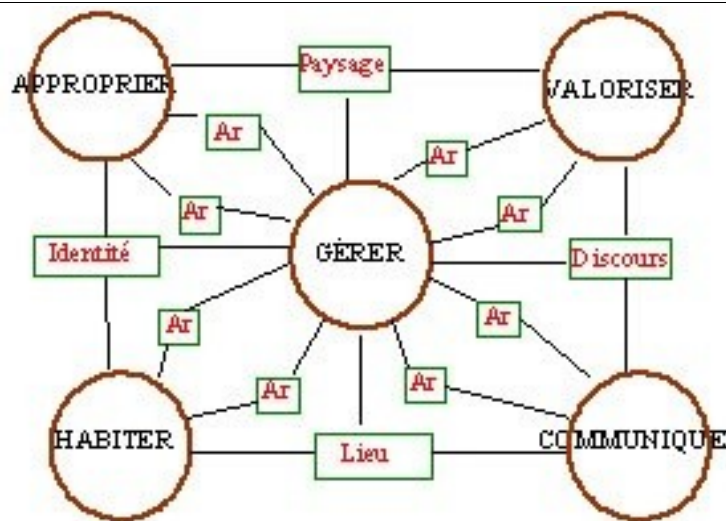 Paysage
APPROPRIER
VALORISER
Ar
Ar
Ar
Ar
Identité
GÉRER
Discours
Ar
Ar
Ar
Ar
HABITER
Lieu
COMMUNIQUE